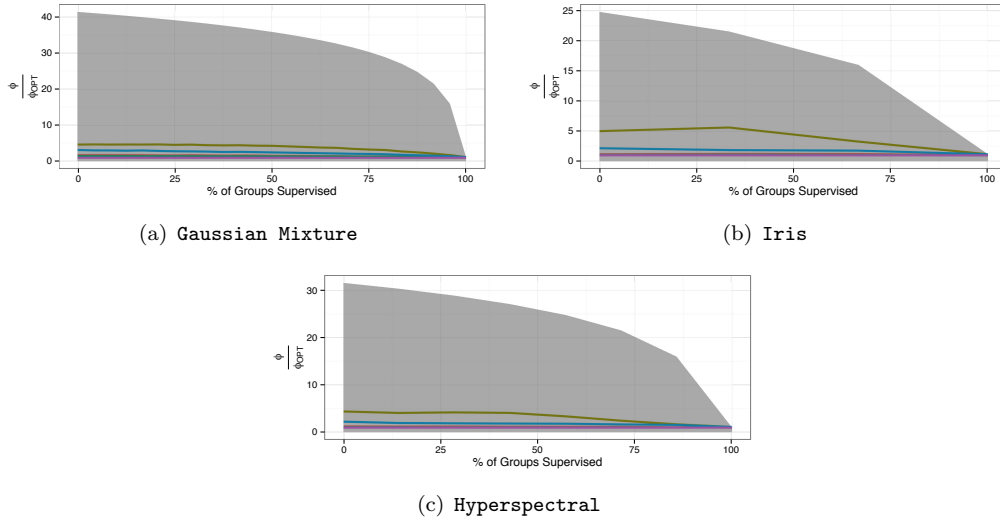 40
30
20
10
0
ϕ
ϕOPT
0 25 50 75 100
% of Groups Supervised
(a) Gaussian Mixture
25
20
15
10
5
0
ϕ
ϕOPT
0 25 50 75 100
% of Groups Supervised
(b) Iris
30
20
10
0
ϕ
ϕOPT
0 25 50 75 100
% of Groups Supervised
(c) Hyperspectral